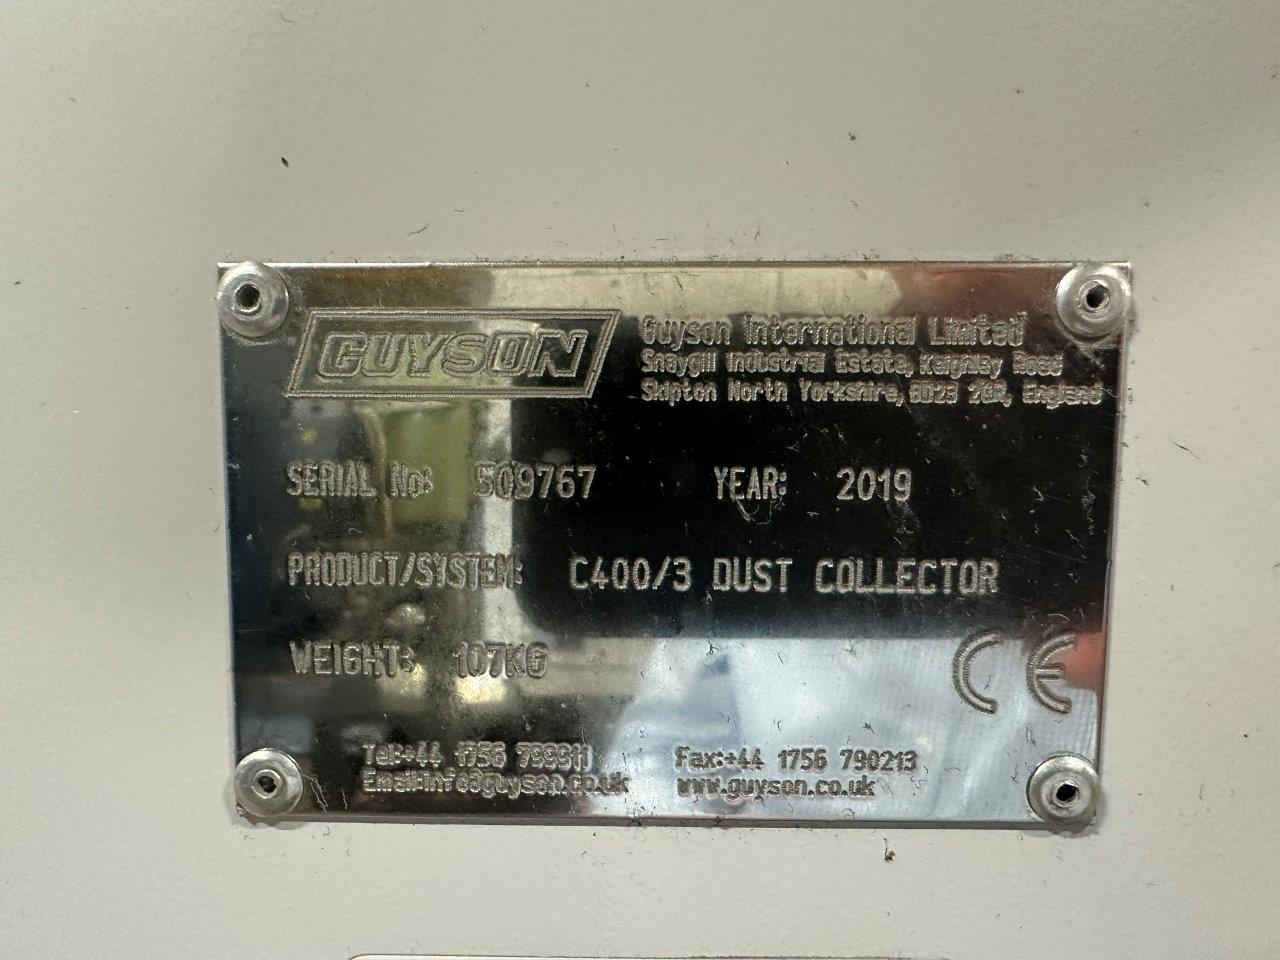 GUYSON
Guyson International Limited
Snaygill Industrial Estate, Keighley Road
Skipton North Yorkshire, England
SERIAL No: 509767 YEAR: 2019
PRODUCT/SYSTEM: C400/3 DUST COLLECTOR
WEIGHT: 107KG
CE
Tel:+44 1756 799911 Fax:+44 1756 790213
Email:info@guyson.co.uk www.guyson.co.uk